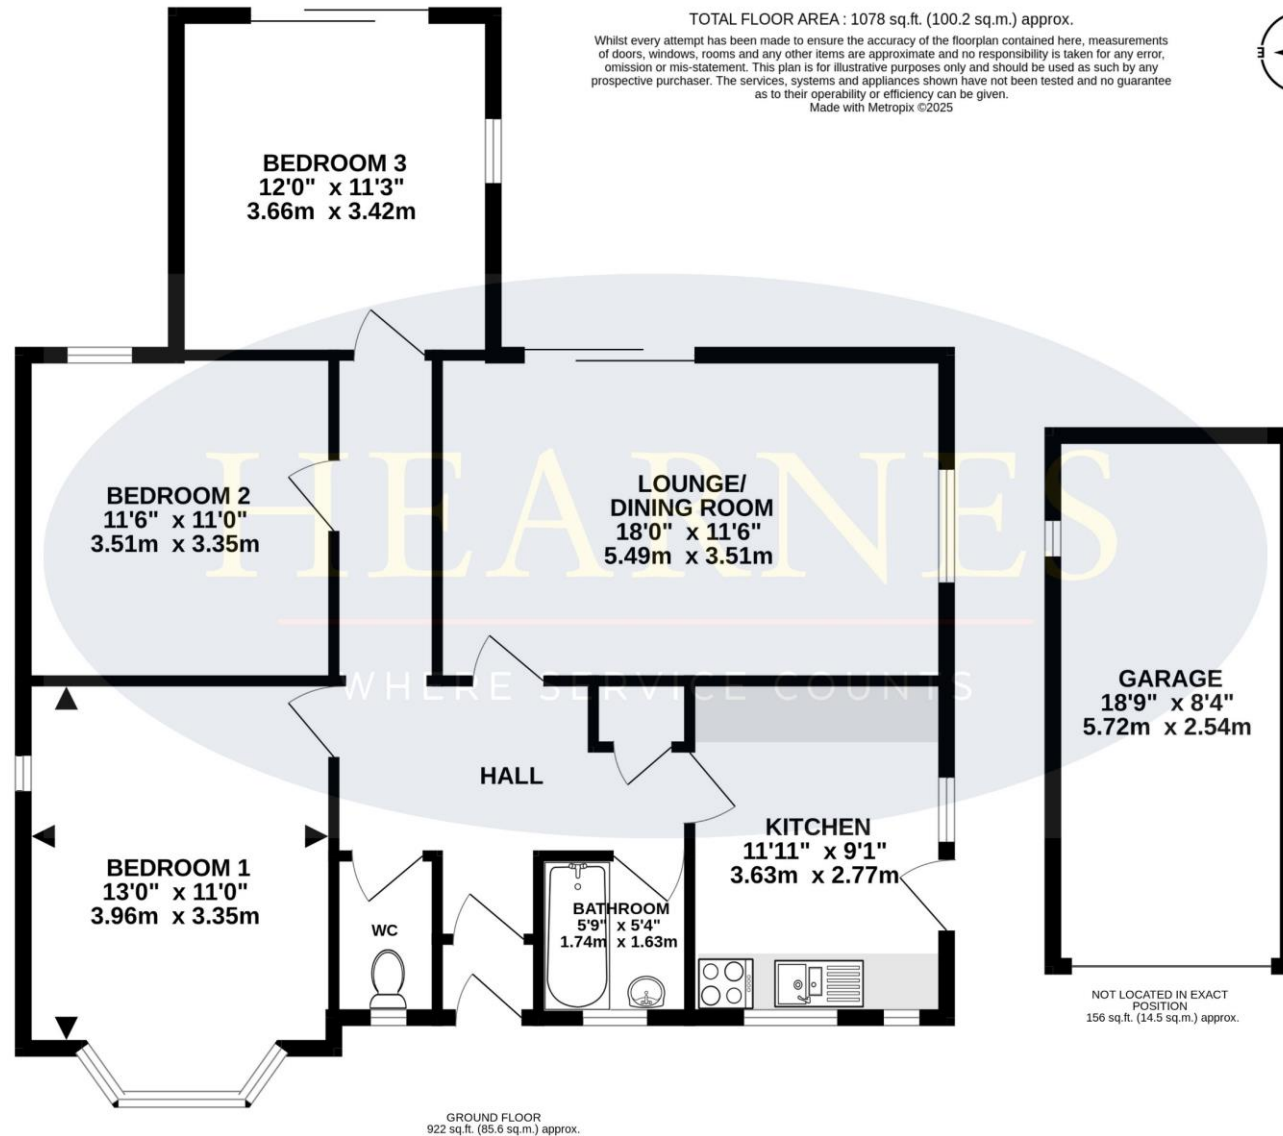 TOTAL FLOOR AREA : 1078 sq.ft. (100.2 sq.m.) approx.
Whilst every attempt has been made to ensure the accuracy of the floorplan contained here, measurements
of doors, windows, rooms and any other items are approximate and no responsibility is taken for any error,
omission or mis-statement. This plan is for illustrative purposes only and should be used as such by any
prospective purchaser. The services, systems and appliances shown have not been tested and no guarantee
as to their operability or efficiency can be given.
Made with Metropix ©2025
E
BEDROOM 3
12'0" x 11'3"
3.66m x 3.42m
BEDROOM 2
11'6" x 11'0"
3.51m x 3.35m
LOUNGE/
DINING ROOM
18'0" x 11'6"
5.49m x 3.51m
HEARNES
WHERE SERVICE COUNTS
GARAGE
18'9" x 8'4"
5.72m x 2.54m
HALL
KITCHEN
11'11" x 9'1"
3.63m x 2.77m
BEDROOM 1
13'0" x 11'0"
3.96m x 3.35m
WC
BATHROOM
5'9" x 5'4"
1.74m x 1.63m
NOT LOCATED IN EXACT
POSITION
156 sq.ft. (14.5 sq.m.) approx.
GROUND FLOOR
922 sq.ft. (85.6 sq.m.) approx.